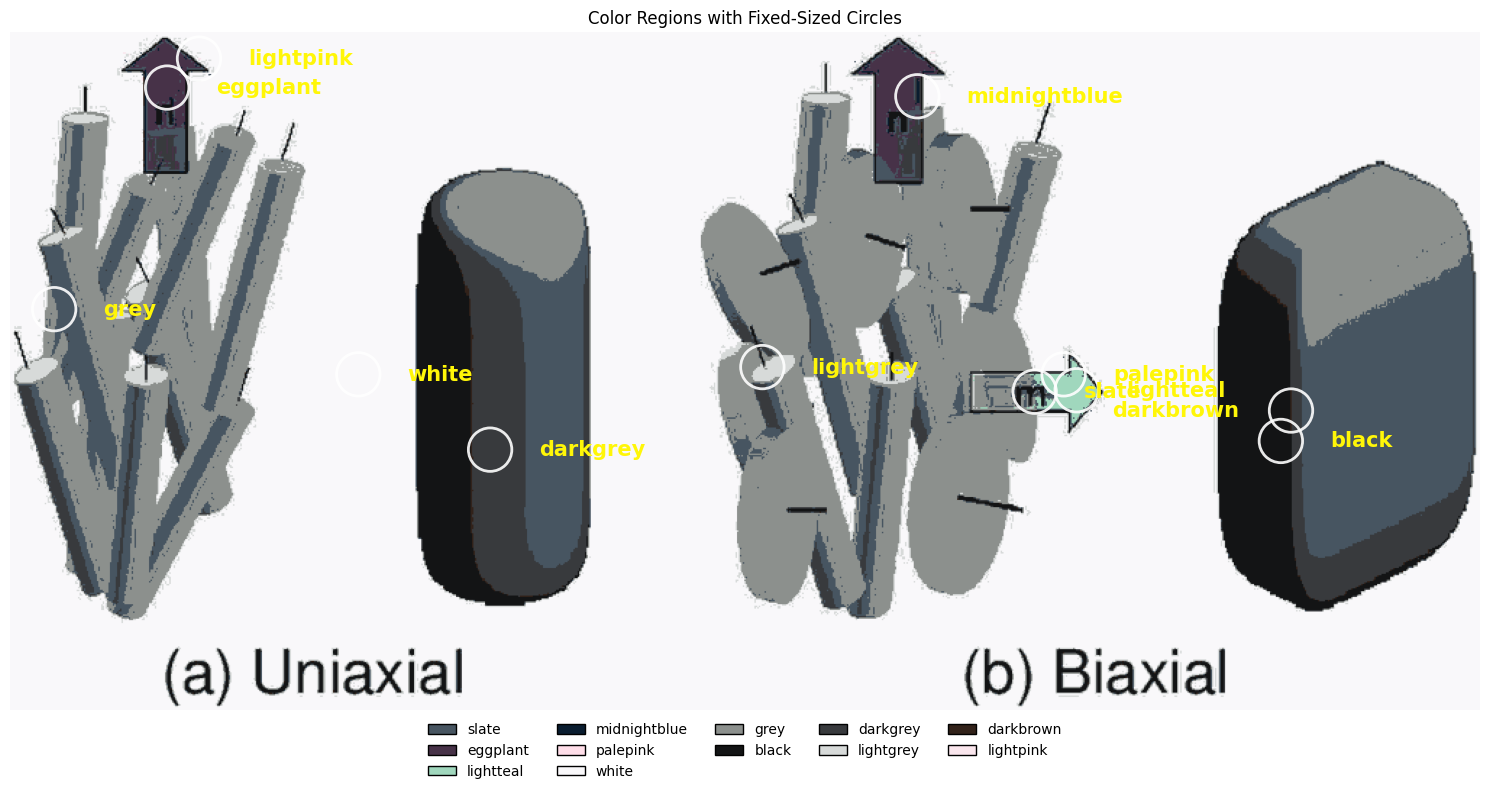 Color Regions with Fixed-Sized Circles
lightpink
eggplant
n
midnightblue
n
grey
white
lightgrey
palepink
lightteal
slate
darkbrown
m
black
darkgrey
(a) Uniaxial
(b) Biaxial
slate
eggplant
lightteal
midnightblue
palepink
white
grey
black
darkgrey
lightgrey
darkbrown
lightpink